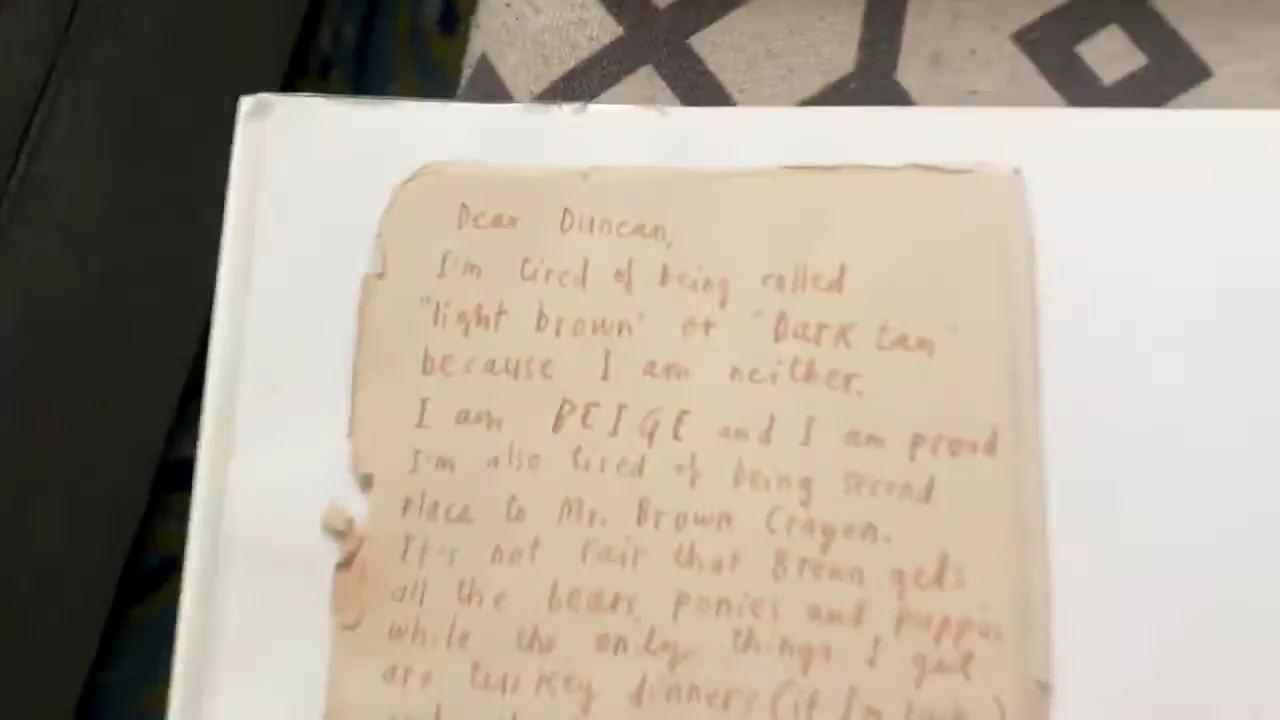 Dear Duncan,
I'm tired of being called
"light brown" or "Dark tan"
because I am neither.
I am BEIGE and I am proud
I'm also tired of being second
place to Mr. Brown Crayon.
It's not fair that Brown gets
all the bears, ponies and puppies
while the only things I get
are turkey dinners (if I'm lucky)